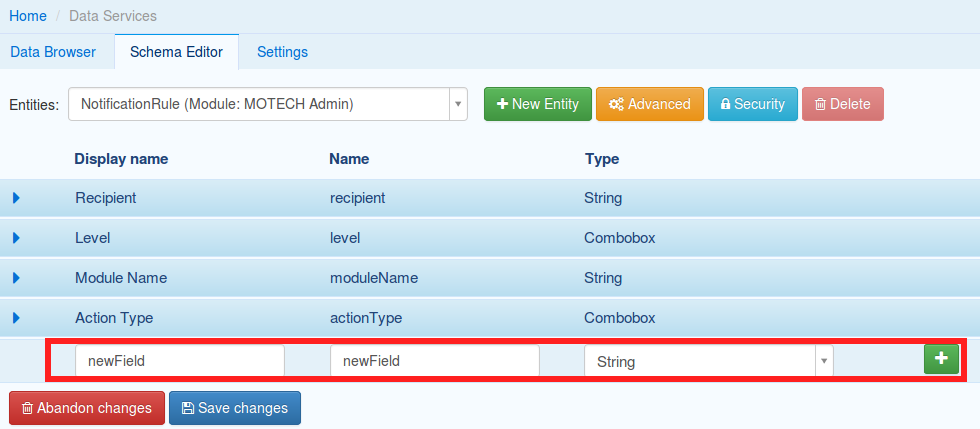 Home / Data Services
Data Browser Schema Editor Settings
Entities: NotificationRule (Module: MOTECH Admin) New Entity Advanced Security Delete
Display name Name Type
Recipient recipient String
Level level Combobox
Module Name moduleName String
Action Type actionType Combobox
newField newField String
Abandon changes Save changes